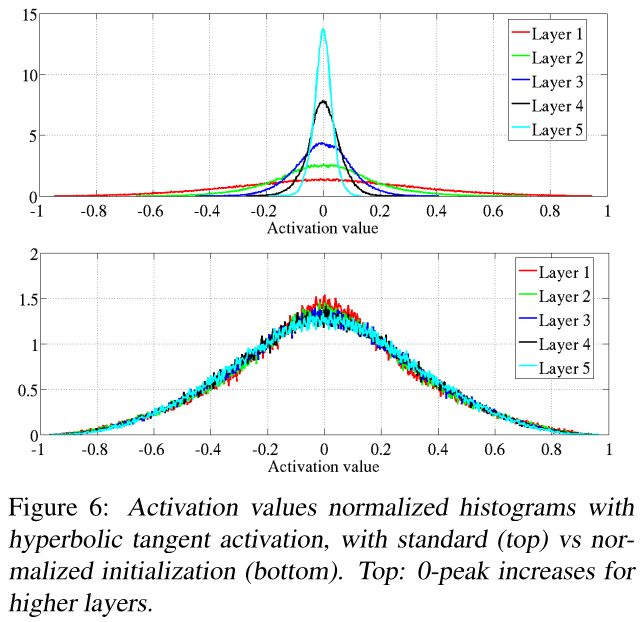 15
10
5
0
-1 -0.8 -0.6 -0.4 -0.2 0 0.2 0.4 0.6 0.8 1
Activation value
Layer 1
Layer 2
Layer 3
Layer 4
Layer 5
2
1.5
1
0.5
0
-1 -0.8 -0.6 -0.4 -0.2 0 0.2 0.4 0.6 0.8 1
Activation value
Layer 1
Layer 2
Layer 3
Layer 4
Layer 5
Figure 6: Activation values normalized histograms with
hyperbolic tangent activation, with standard (top) vs nor-
malized initialization (bottom). Top: 0-peak increases for
higher layers.